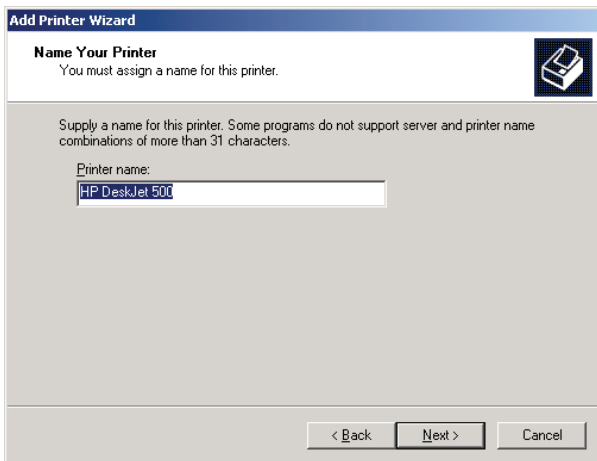 Add Printer Wizard
Name Your Printer
You must assign a name for this printer.
Supply a name for this printer. Some programs do not support server and printer name
combinations of more than 31 characters.
Printer name:
HP DeskJet 500
< Back
Next >
Cancel